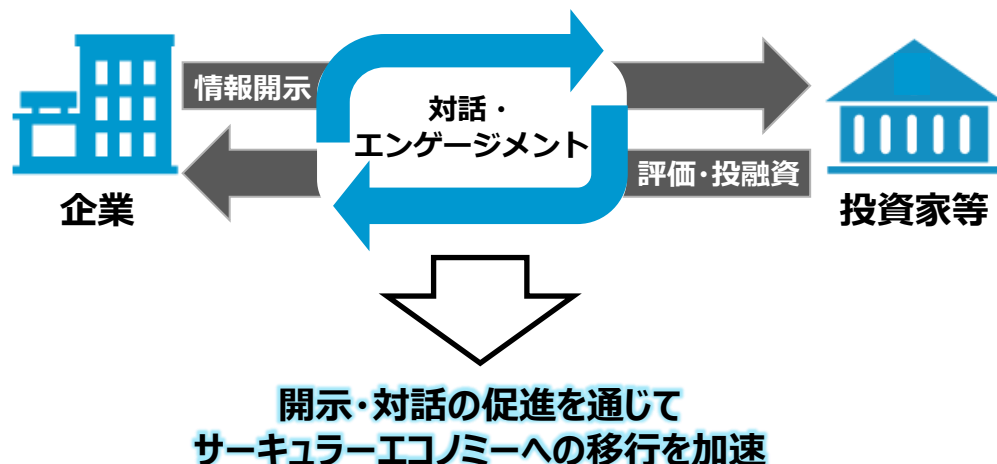 情報開示
対話・
エンゲージメント
評価・投融資
企業
投資家等
開示・対話の促進を通じて
サーキュラーエコノミーへの移行を加速